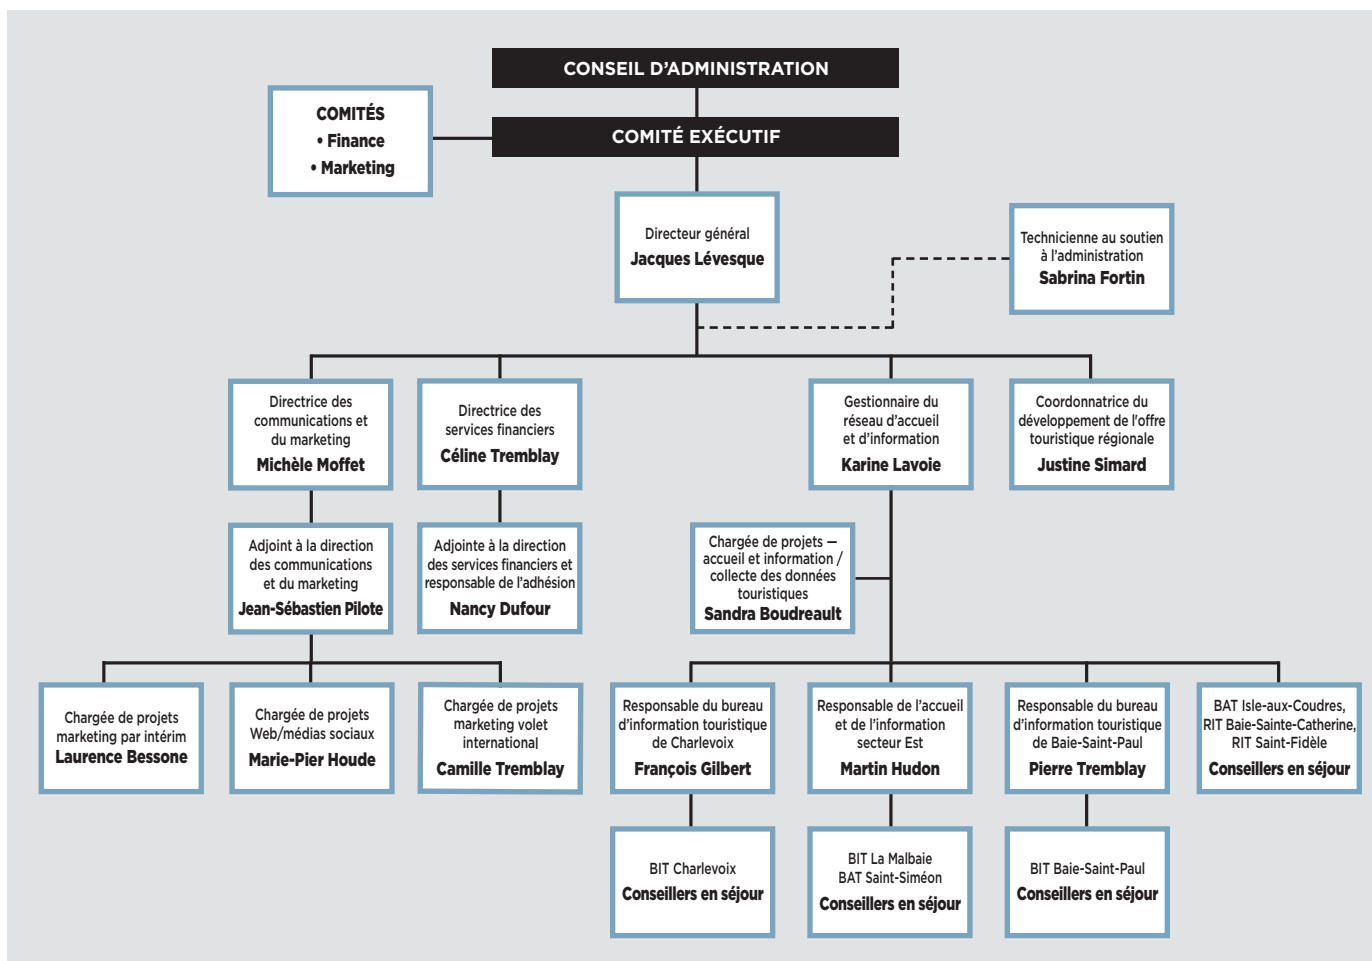 CONSEIL D’ADMINISTRATION
COMITÉS
• Finance
• Marketing
COMITÉ EXÉCUTIF
Directeur général
Jacques Lévesque
Technicienne au soutien
à l’administration
Sabrina Fortin
Directrice des
communications et
du marketing
Michèle Moffet
Directrice des
services financiers
Céline Tremblay
Gestionnaire du
réseau d’accueil
et d’information
Karine Lavoie
Coordonnatrice du
développement de l'offre
touristique régionale
Justine Simard
Adjoint à la direction
des communications
et du marketing
Jean-Sébastien Pilote
Adjointe à la direction
des services financiers et
responsable de l’adhésion
Nancy Dufour
Chargée de projets —
accueil et information /
collecte des données
touristiques
Sandra Boudreault
Chargée de projets
marketing par intérim
Laurence Bessone
Chargée de projets
Web/médias sociaux
Marie-Pier Houde
Chargée de projets
marketing volet
international
Camille Tremblay
Responsable du bureau
d’information touristique
de Charlevoix
François Gilbert
Responsable de l’accueil
et de l’information
secteur Est
Martin Hudon
Responsable du bureau
d’information touristique
de Baie-Saint-Paul
Pierre Tremblay
BAT Isle-aux-Coudres,
RIT Baie-Sainte-Catherine,
RIT Saint-Fidèle
Conseillers en séjour
BIT Charlevoix
Conseillers en séjour
BIT La Malbaie
BAT Saint-Siméon
Conseillers en séjour
BIT Baie-Saint-Paul
Conseillers en séjour